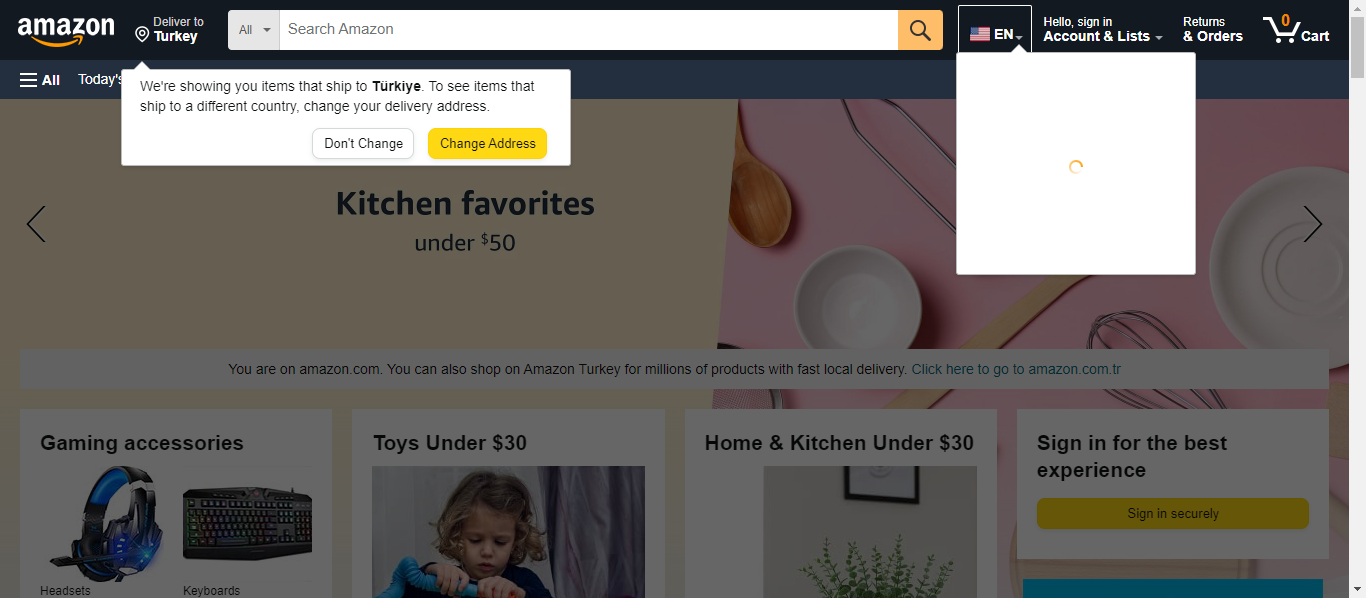 amazon
Deliver to
Turkey
All
Search Amazon
EN
Hello, sign in
Account & Lists
Returns
& Orders
0
Cart
All
Today's
We're showing you items that ship to Türkiye. To see items that
ship to a different country, change your delivery address.
Don't Change
Change Address
Kitchen favorites
under $50
You are on amazon.com. You can also shop on Amazon Turkey for millions of products with fast local delivery. Click here to go to amazon.com.tr
Gaming accessories
Headsets
Keyboards
Toys Under $30
Home & Kitchen Under $30
Sign in for the best
experience
Sign in securely